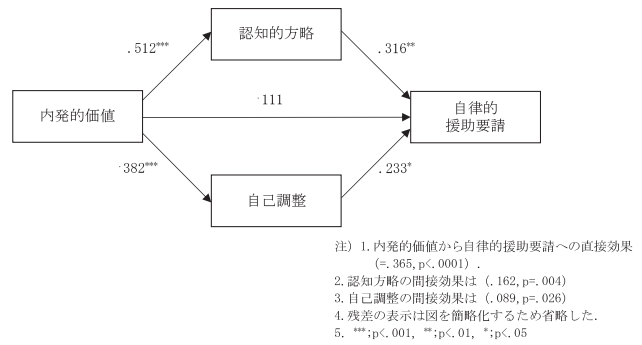 認知的方略
.512***
.316**
内発的価値
.111
自律的
援助要請
.382***
.233*
自己調整
注) 1.内発的価値から自律的援助要請への直接効果
(=.365,p<.0001) .
2.認知方略の間接効果は (.162,p=.004)
3.自己調整の間接効果は (.089,p=.026)
4.残差の表示は図を簡略化するため省略した.
5. ***;p<.001, **;p<.01, *;p<.05